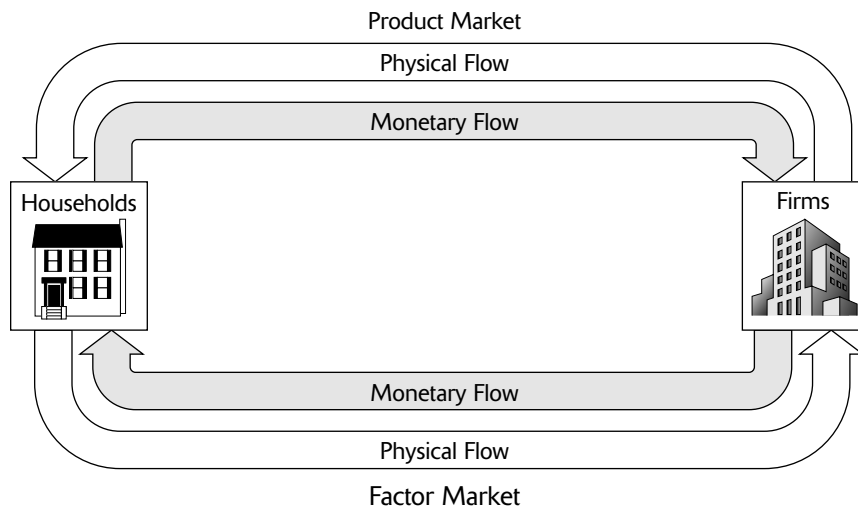 Product Market
Physical Flow
Monetary Flow
Households
Firms
Monetary Flow
Physical Flow
Factor Market